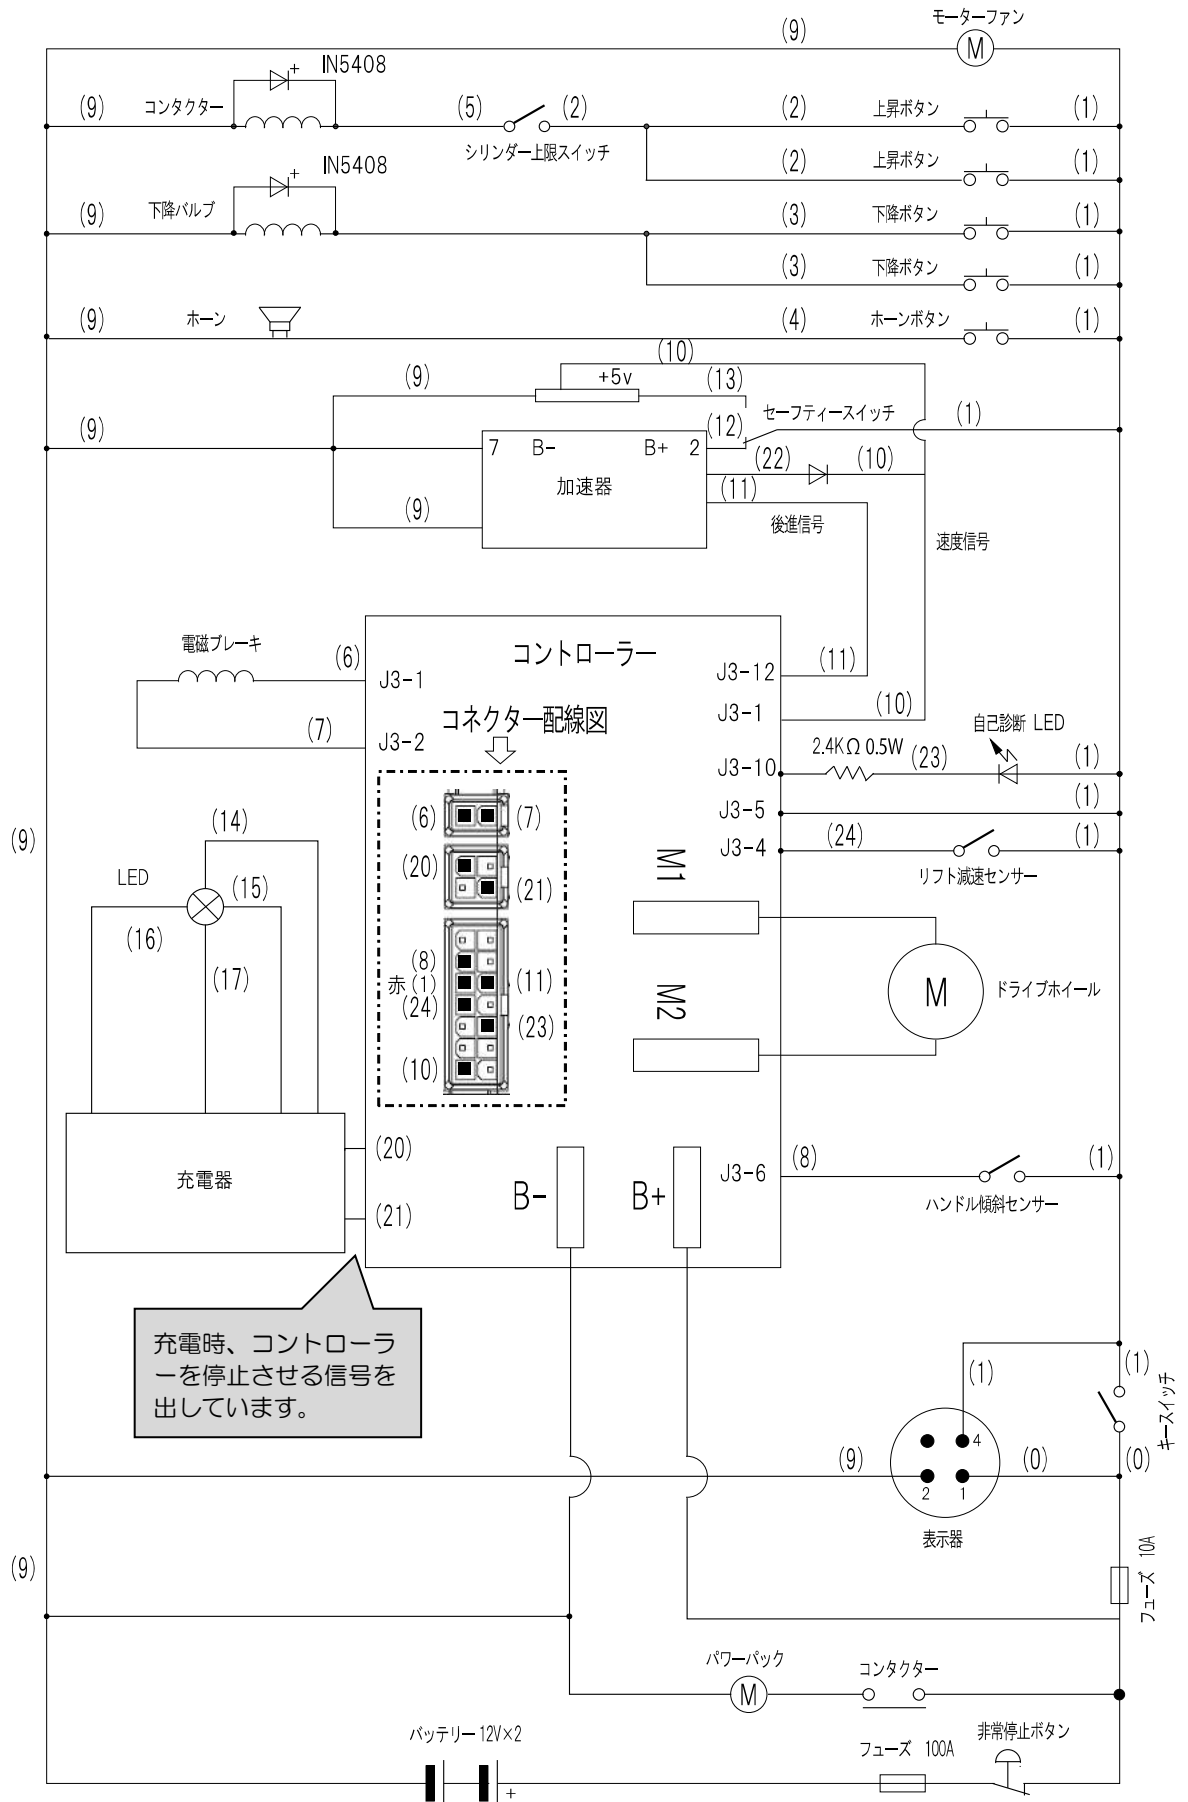 モーターファン
(9)
M
IN5408
+
(9)
コンタクター
(5)
(2)
(2)
上昇ボタン
(1)
シリンダー上限スイッチ
IN5408
+
(2)
上昇ボタン
(1)
(9)
下降バルブ
(3)
下降ボタン
(1)
(3)
下降ボタン
(1)
(9)
ホーン
(4)
ホーンボタン
(1)
(10)
(9)
+5v
(13)
セーフティースイッチ
(1)
(9)
(12)
7 B- B+ 2
(22)
(10)
加速器
(11)
(9)
後進信号
速度信号
電磁ブレーキ
(6)
コントローラー
(11)
J3-1
J3-12
コネクター配線図
J3-1
(10)
(7)
J3-2
自己診断 LED
2.4KΩ 0.5W
(23)
(1)
J3-10
(1)
J3-5
(6)
(7)
(9)
(14)
J3-4
(24)
(1)
リフト減速センサー
(20)
(21)
M1
LED
(15)
(16)
(17)
(8)
赤(1)
(11)
(24)
(23)
(10)
M2
M
ドライブホイール
充電器
(20)
(21)
B-
B+
J3-6
(8)
(1)
ハンドル傾斜センサー
充電時、コントローラ
ーを停止させる信号を
出しています。
(1)
(1)
キースイッチ
4
(9)
(0)
(0)
2
1
表示器
(9)
フューズ 10A
パワーパック
コンタクター
M
バッテリー12V×2
+
フューズ 100A
非常停止ボタン